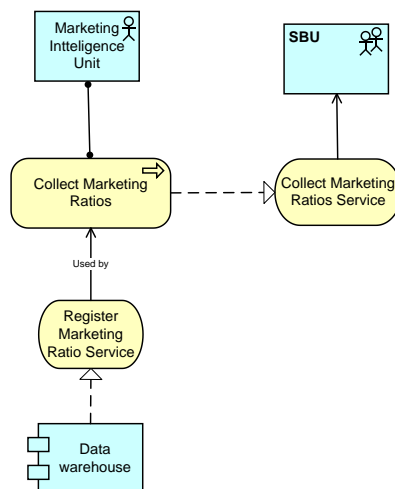 Marketing
Intteligence
Unit
SBU
Collect Marketing
Ratios
Collect Marketing
Ratios Service
Used by
Register
Marketing
Ratio Service
Data
warehouse